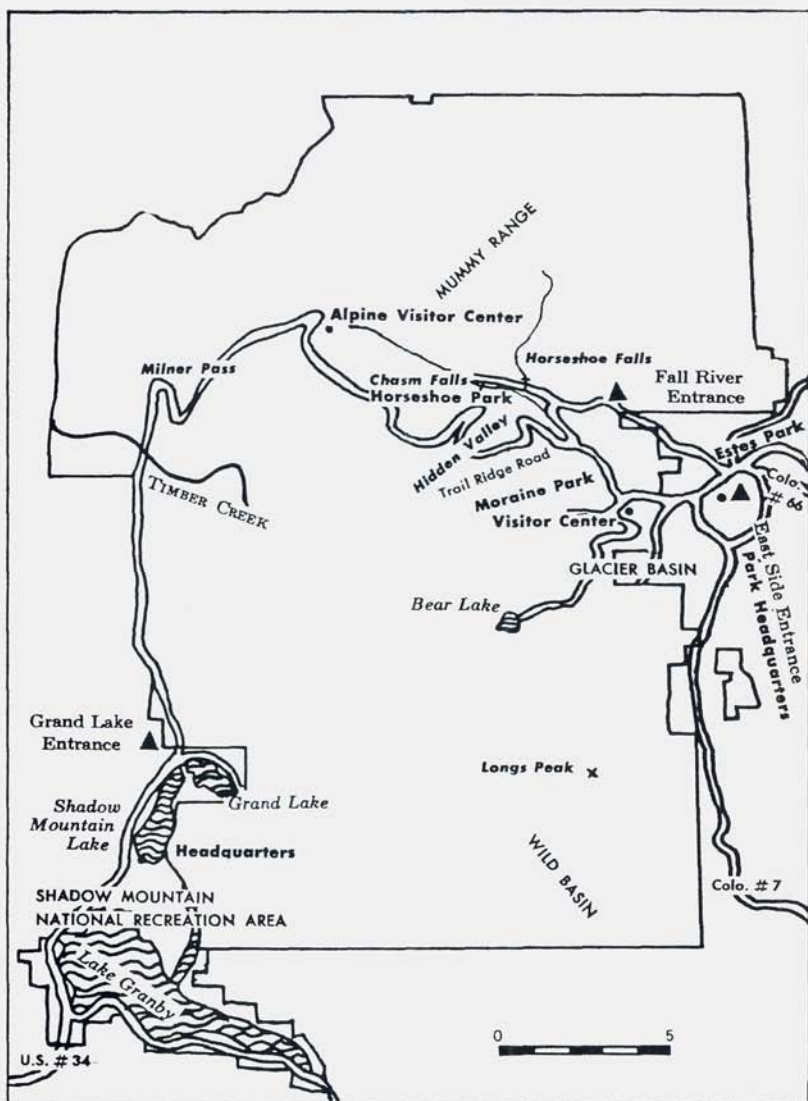 MUMMY RANGE
Alpine Visitor Center
Milner Pass
Horseshoe Falls
Chasm Falls
Horseshoe Park
Fall River
Entrance
Hidden Valley
Trail Ridge Road
Estes Park
Colo.
# 66
Moraine Park
Visitor Center
TIMBER CREEK
East Side Entrance
Park Headquarters
GLACIER BASIN
Bear Lake
Grand Lake
Entrance
Longs Peak
Grand Lake
Shadow
Mountain
Lake
Headquarters
WILD BASIN
Colo. # 7
SHADOW MOUNTAIN
NATIONAL RECREATION AREA
Lake Granby
0 5
U.S. # 34